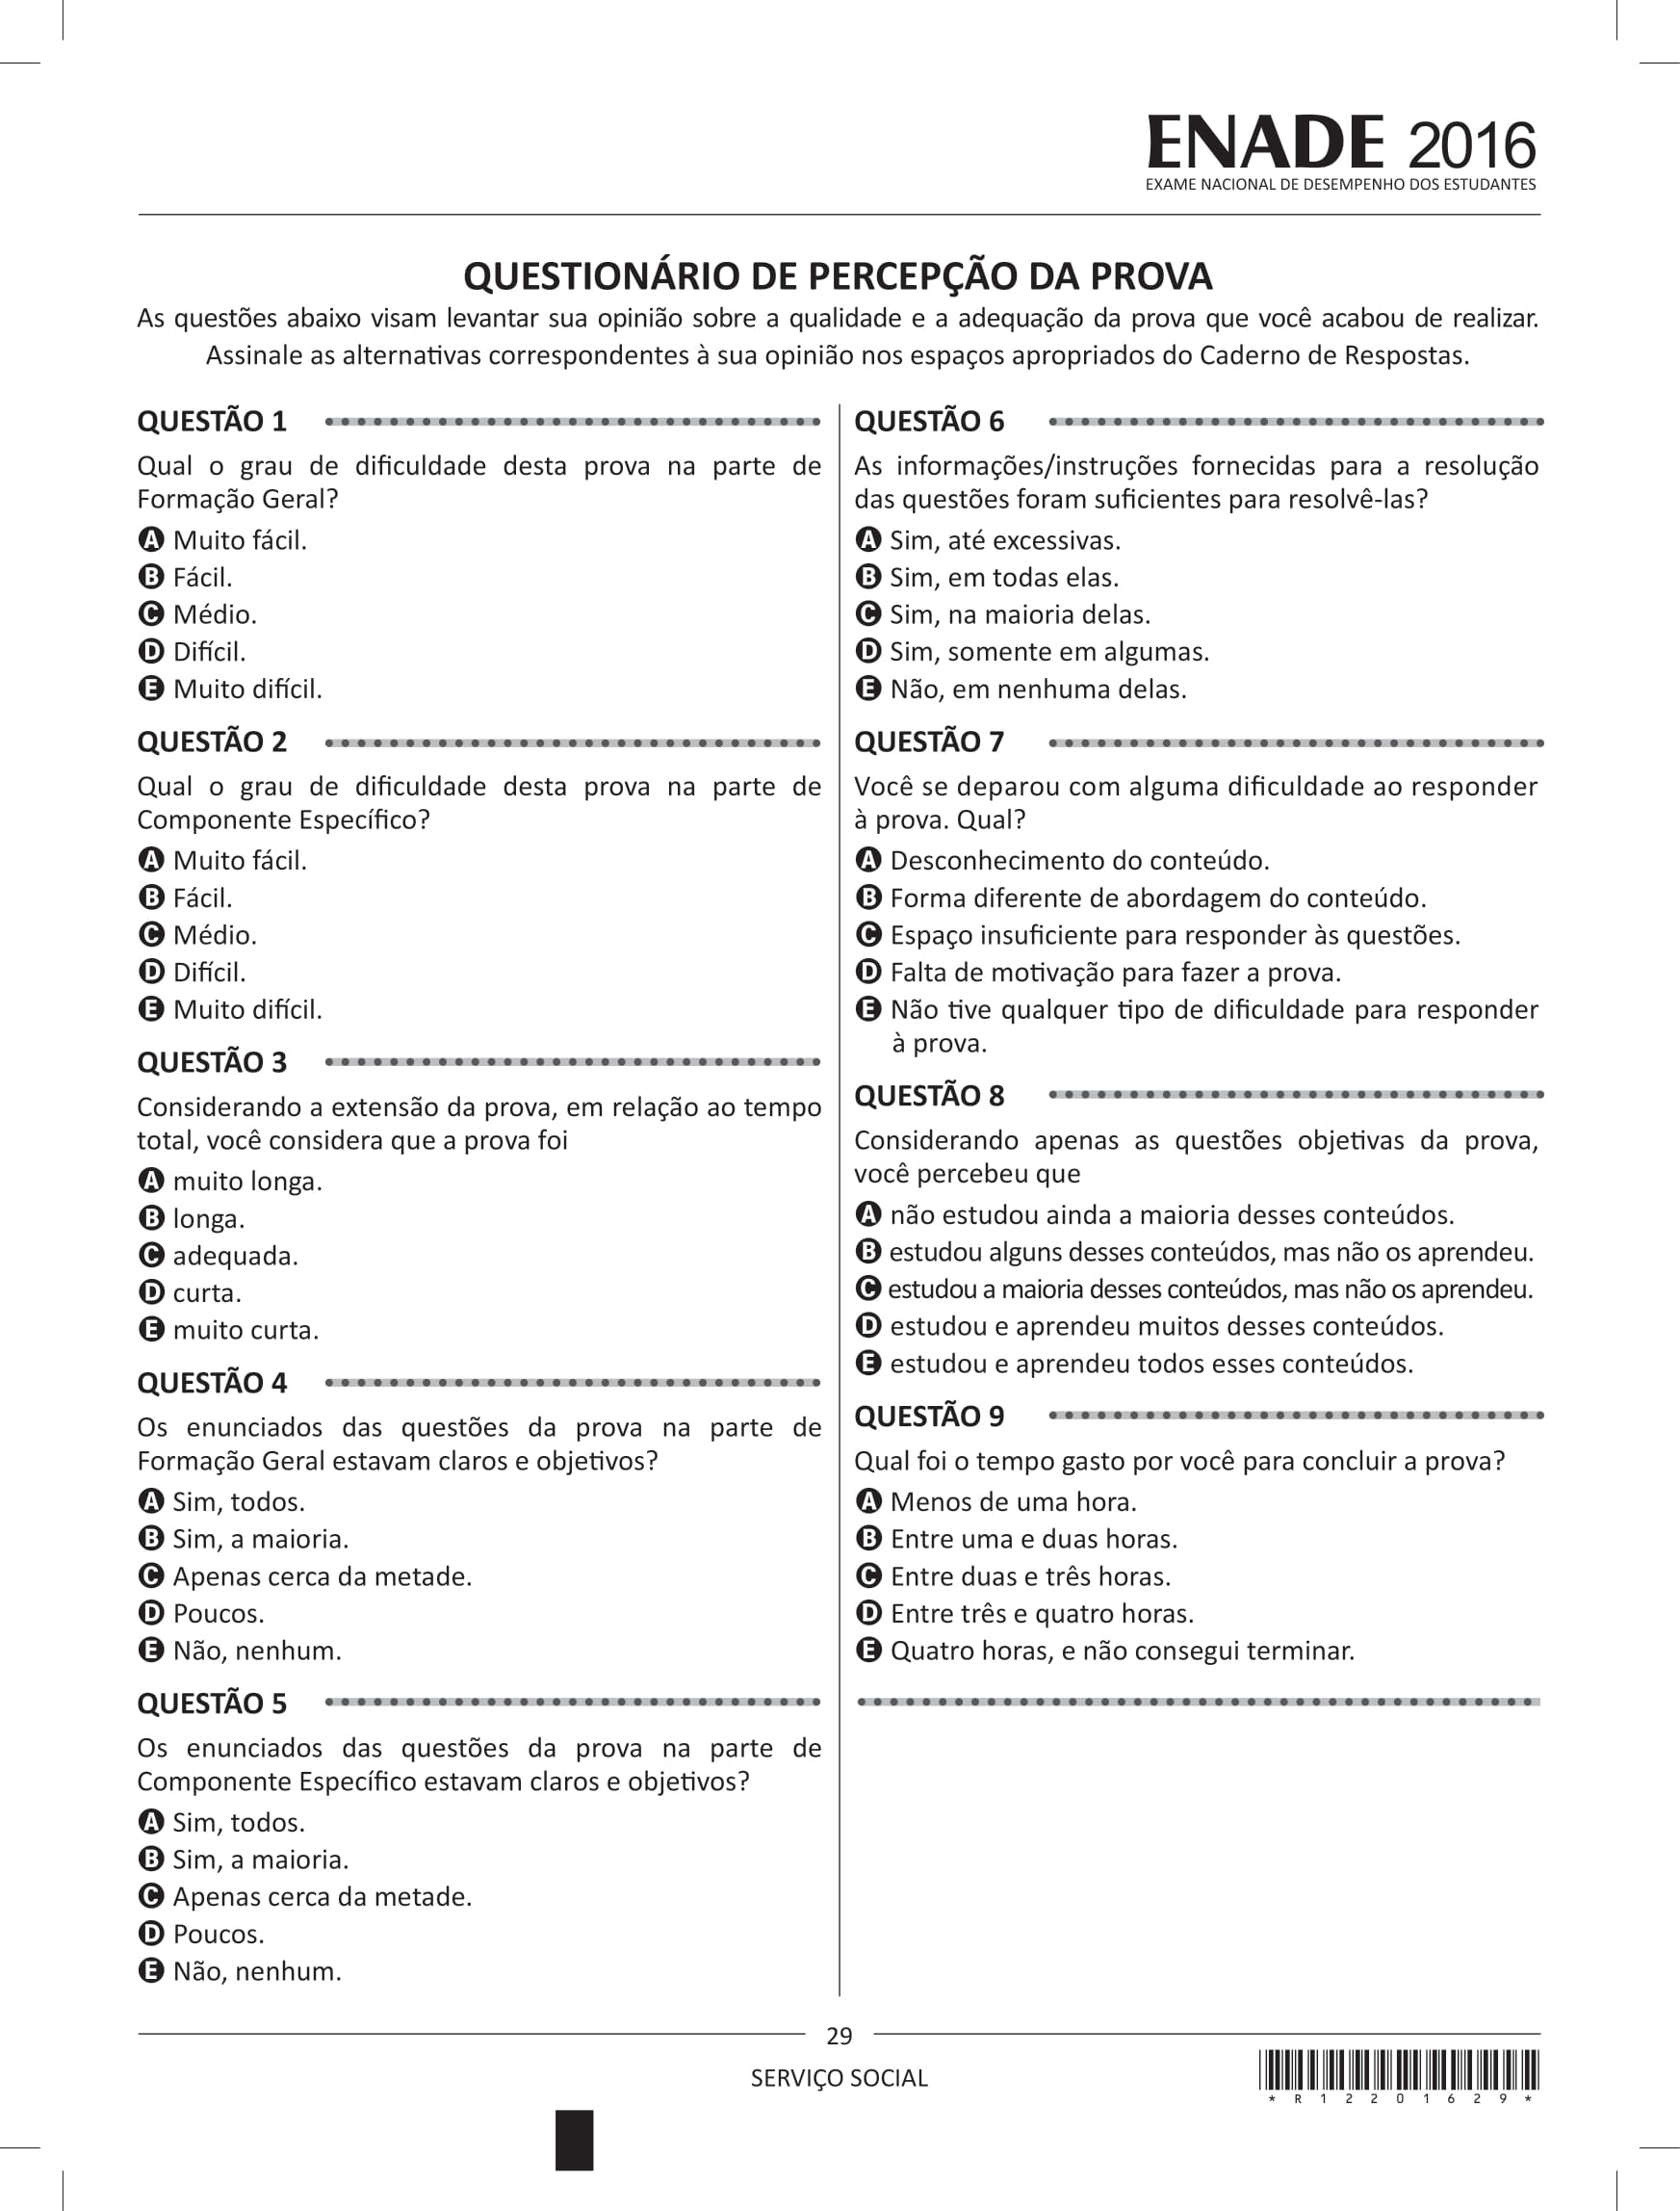 ENADE 2016
EXAME NACIONAL DE DESEMPENHO DOS ESTUDANTES
QUESTIONÁRIO DE PERCEPÇÃO DA PROVA
As questões abaixo visam levantar sua opinião sobre a qualidade e a adequação da prova que você acabou de realizar.
Assinale as alternativas correspondentes à sua opinião nos espaços apropriados do Caderno de Respostas.
QUESTÃO 1
Qual o grau de dificuldade desta prova na parte de
Formação Geral?
A Muito fácil.
B Fácil.
C Médio.
D Difícil.
E Muito difícil.
QUESTÃO 2
Qual o grau de dificuldade desta prova na parte de
Componente Específico?
A Muito fácil.
B Fácil.
C Médio.
D Difícil.
E Muito difícil.
QUESTÃO 3
Considerando a extensão da prova, em relação ao tempo
total, você considera que a prova foi
A muito longa.
B longa.
C adequada.
D curta.
E muito curta.
QUESTÃO 4
Os enunciados das questões da prova na parte de
Formação Geral estavam claros e objetivos?
A Sim, todos.
B Sim, a maioria.
C Apenas cerca da metade.
D Poucos.
E Não, nenhum.
QUESTÃO 5
Os enunciados das questões da prova na parte de
Componente Específico estavam claros e objetivos?
A Sim, todos.
B Sim, a maioria.
C Apenas cerca da metade.
D Poucos.
E Não, nenhum.
QUESTÃO 6
As informações/instruções fornecidas para a resolução
das questões foram suficientes para resolvê-las?
A Sim, até excessivas.
B Sim, em todas elas.
C Sim, na maioria delas.
D Sim, somente em algumas.
E Não, em nenhuma delas.
QUESTÃO 7
Você se deparou com alguma dificuldade ao responder
à prova. Qual?
A Desconhecimento do conteúdo.
B Forma diferente de abordagem do conteúdo.
C Espaço insuficiente para responder às questões.
D Falta de motivação para fazer a prova.
E Não tive qualquer tipo de dificuldade para responder
à prova.
QUESTÃO 8
Considerando apenas as questões objetivas da prova,
você percebeu que
A não estudou ainda a maioria desses conteúdos.
B estudou alguns desses conteúdos, mas não os aprendeu.
C estudou a maioria desses conteúdos, mas não os aprendeu.
D estudou e aprendeu muitos desses conteúdos.
E estudou e aprendeu todos esses conteúdos.
QUESTÃO 9
Qual foi o tempo gasto por você para concluir a prova?
A Menos de uma hora.
B Entre uma e duas horas.
C Entre duas e três horas.
D Entre três e quatro horas.
E Quatro horas, e não consegui terminar.
29
SERVIÇO SOCIAL
* R 1 2 2 0 1 6 2 9 *